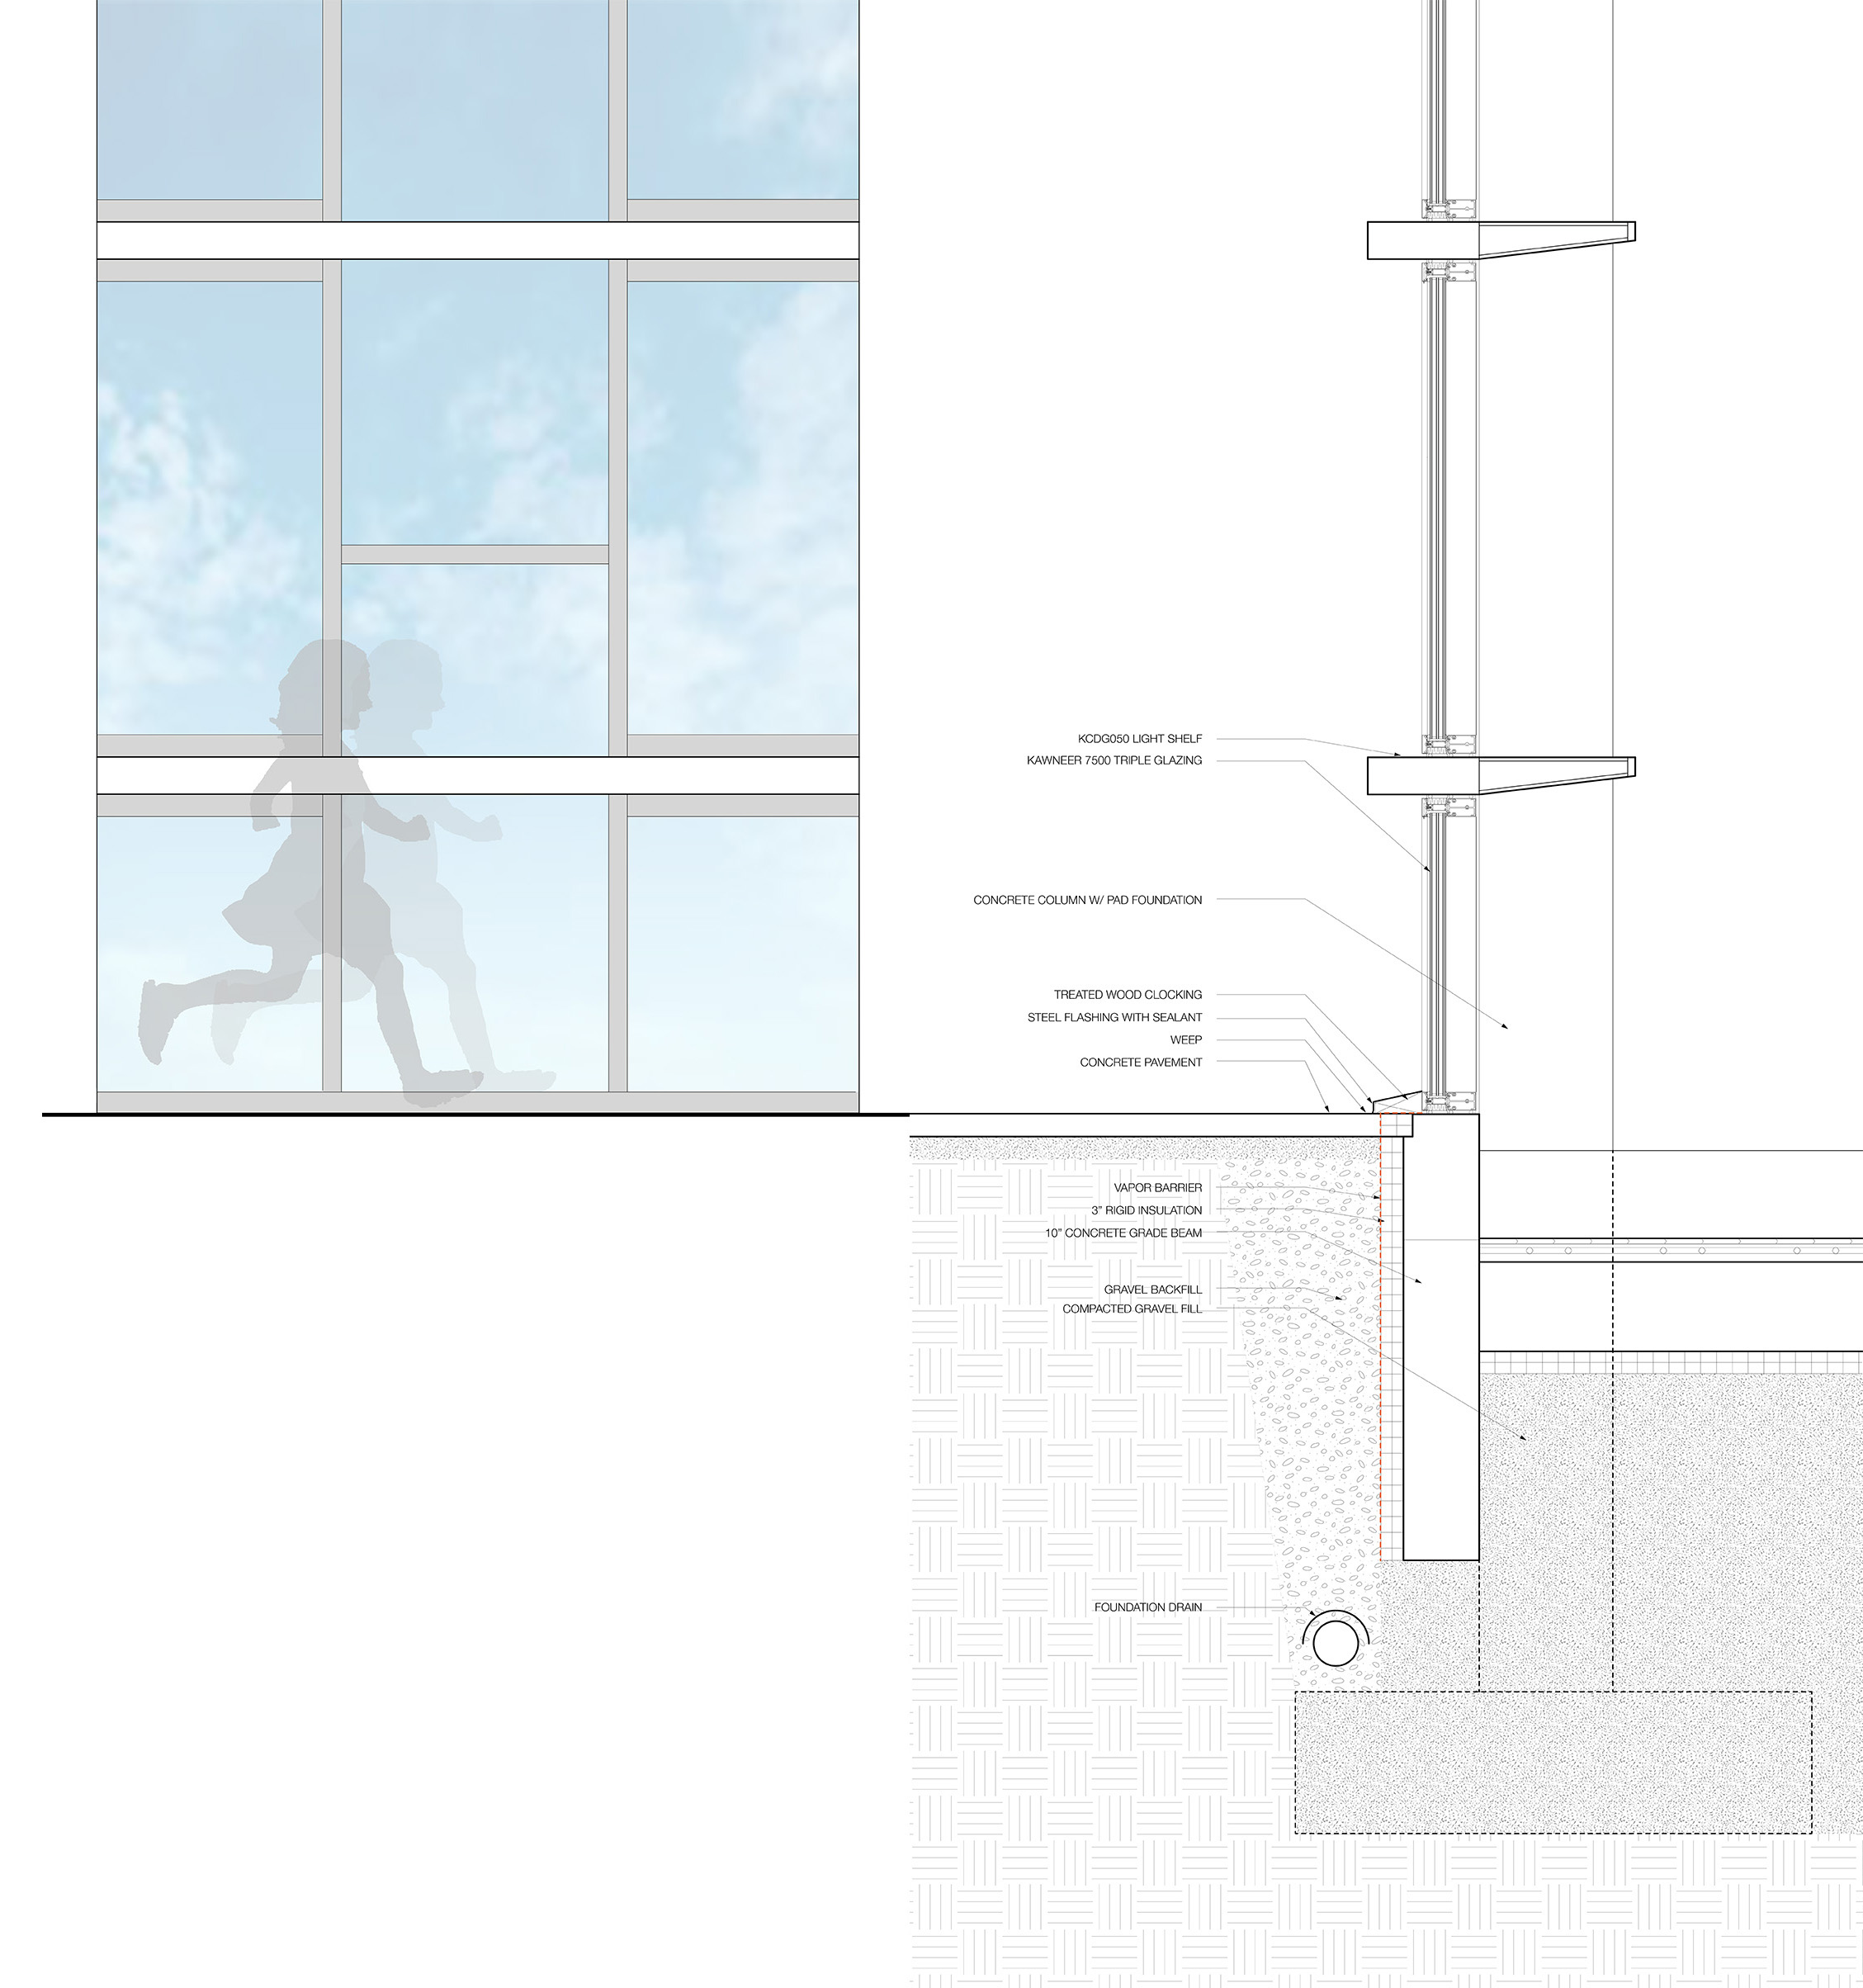 KCDG050 LIGHT SHELF
KAWNEER 7500 TRIPLE GLAZING
CONCRETE COLUMN W/ PAD FOUNDATION
TREATED WOOD CLOCKING
STEEL FLASHING WITH SEALANT
WEEP
CONCRETE PAVEMENT
VAPOR BARRIER
3" RIGID INSULATION
10" CONCRETE GRADE BEAM
GRAVEL BACKFILL
COMPACTED GRAVEL FILL
FOUNDATION DRAIN